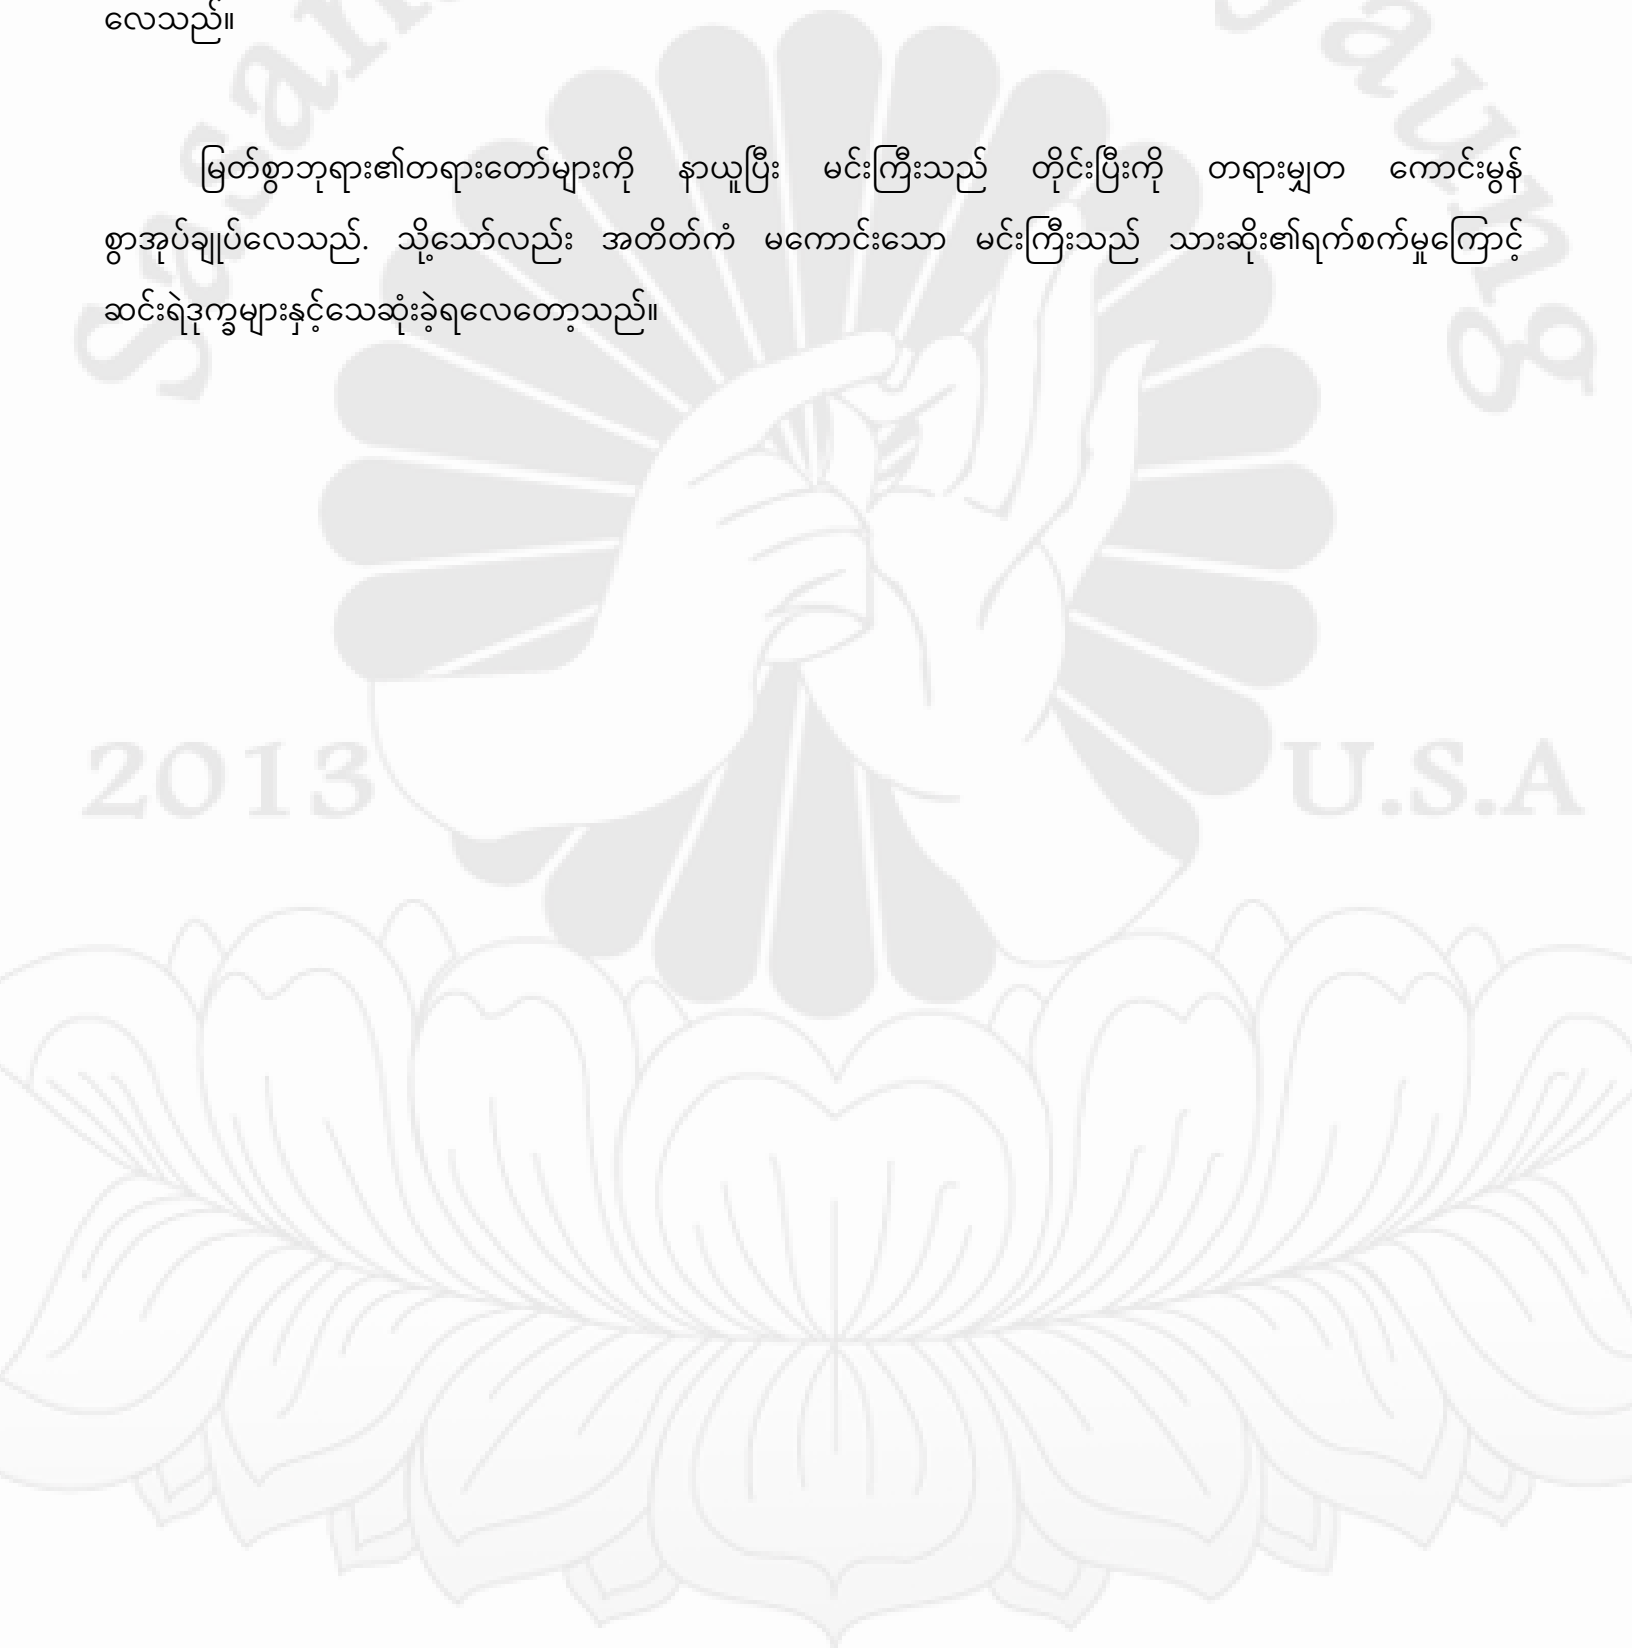 လေသည်။
မြတ်စွာဘုရား၏တရားတော်များကို နာယူပြီး မင်းကြီးသည် တိုင်းပြီးကို တရားမျှတ ကောင်းမွန်
စွာအုပ်ချုပ်လေသည်. သို့သော်လည်း အတိတ်ကံ မကောင်းသော မင်းကြီးသည် သားဆိုး၏ရက်စက်မှုကြောင့်
ဆင်းရဲဒုက္ခများနှင့်သေဆုံးခဲ့ရလေတော့သည်။
2013
U.S.A